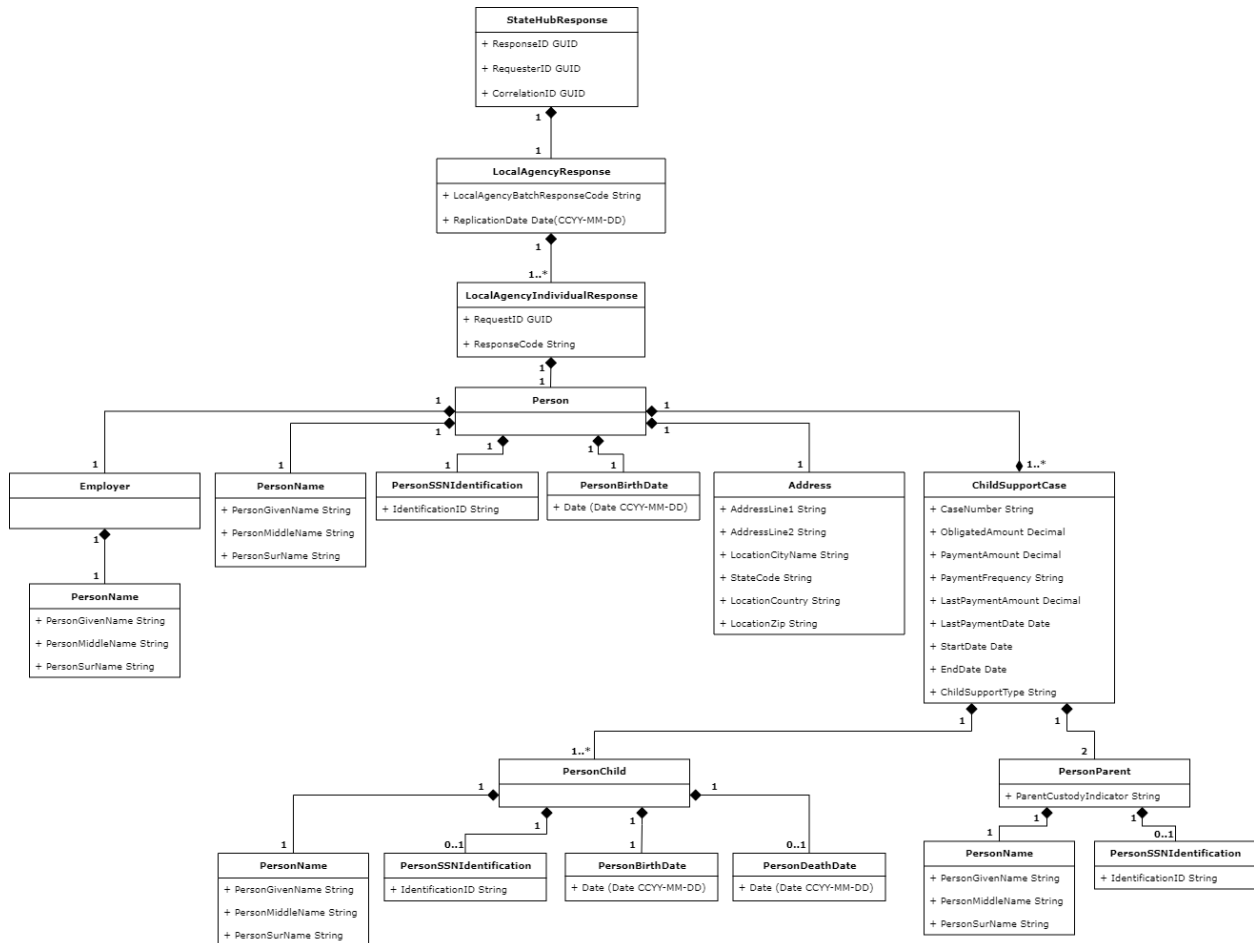 StateHubResponse
+ ResponseID GUID
+ RequesterID GUID
+ CorrelationID GUID
1
1
LocalAgencyResponse
+ LocalAgencyBatchResponseCode String
+ ReplicationDate Date(CCYY-MM-DD)
1
1..*
LocalAgencyIndividualResponse
+ RequestID GUID
+ ResponseCode String
1
1
Person
1
1
1
1
1
1
1
1
1
1
1
1..*
Employer
1
1
PersonName
+ PersonGivenName String
+ PersonMiddleName String
+ PersonSurName String
PersonName
+ PersonGivenName String
+ PersonMiddleName String
+ PersonSurName String
PersonSSNIdentification
+ IdentificationID String
PersonBirthDate
+ Date (Date CCYY-MM-DD)
Address
+ AddressLine1 String
+ AddressLine2 String
+ LocationCityName String
+ StateCode String
+ LocationCountry String
+ LocationZip String
ChildSupportCase
+ CaseNumber String
+ ObligatedAmount Decimal
+ PaymentAmount Decimal
+ PaymentFrequency String
+ LastPaymentAmount Decimal
+ LastPaymentDate Date
+ StartDate Date
+ EndDate Date
+ ChildSupportType String
1
1
1..*
2
PersonChild
1
1
1
1
1
0..1
1
0..1
PersonName
+ PersonGivenName String
+ PersonMiddleName String
+ PersonSurName String
PersonSSNIdentification
+ IdentificationID String
PersonBirthDate
+ Date (Date CCYY-MM-DD)
PersonDeathDate
+ Date (Date CCYY-MM-DD)
PersonParent
+ ParentCustodyIndicator String
1
1
1
0..1
PersonName
+ PersonGivenName String
+ PersonMiddleName String
+ PersonSurName String
PersonSSNIdentification
+ IdentificationID String